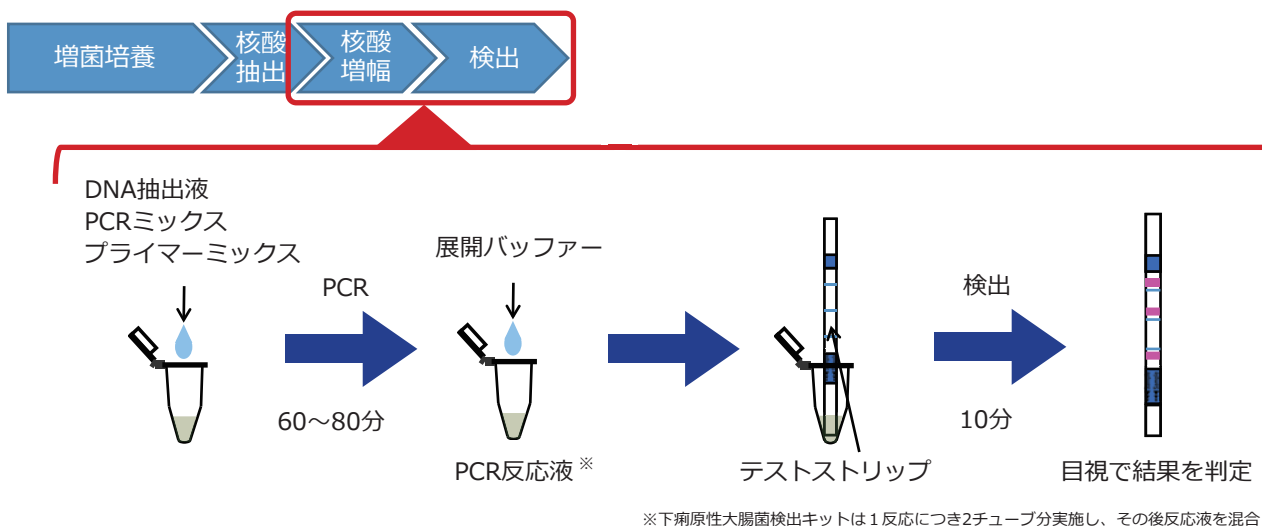 増菌培養
核酸
抽出
核酸
増幅
検出
DNA抽出液
PCRミックス
プライマーミックス
PCR
60～80分
展開バッファー
PCR反応液※
テストストリップ
検出
10分
目視で結果を判定
※下痢原性大腸菌検出キットは１反応につき2チューブ分実施し、その後反応液を混合